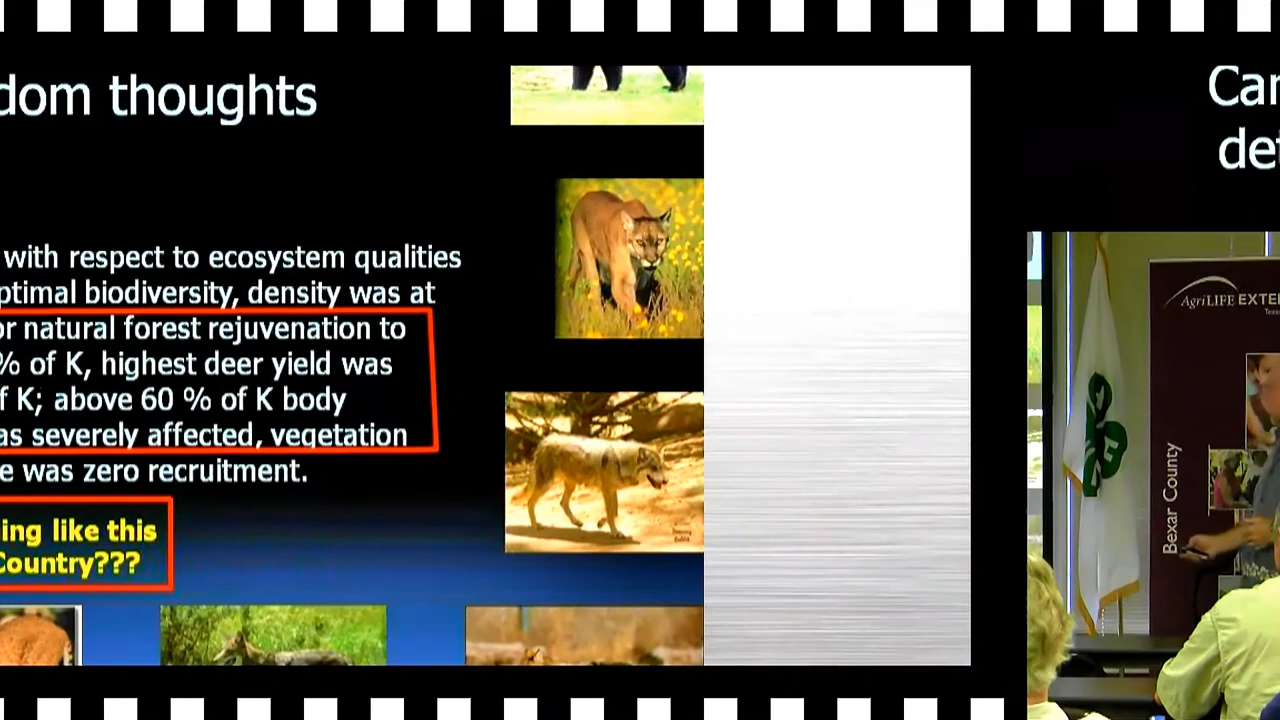 dom thoughts
with respect to ecosystem qualities
ptimal biodiversity, density was at
or natural forest rejuvenation to
% of K, highest deer yield was
f K; above 60 % of K body
as severely affected, vegetation
e was zero recruitment.
ing like this
Country???
Car
det
AgriLIFE EXTE
Bexar County